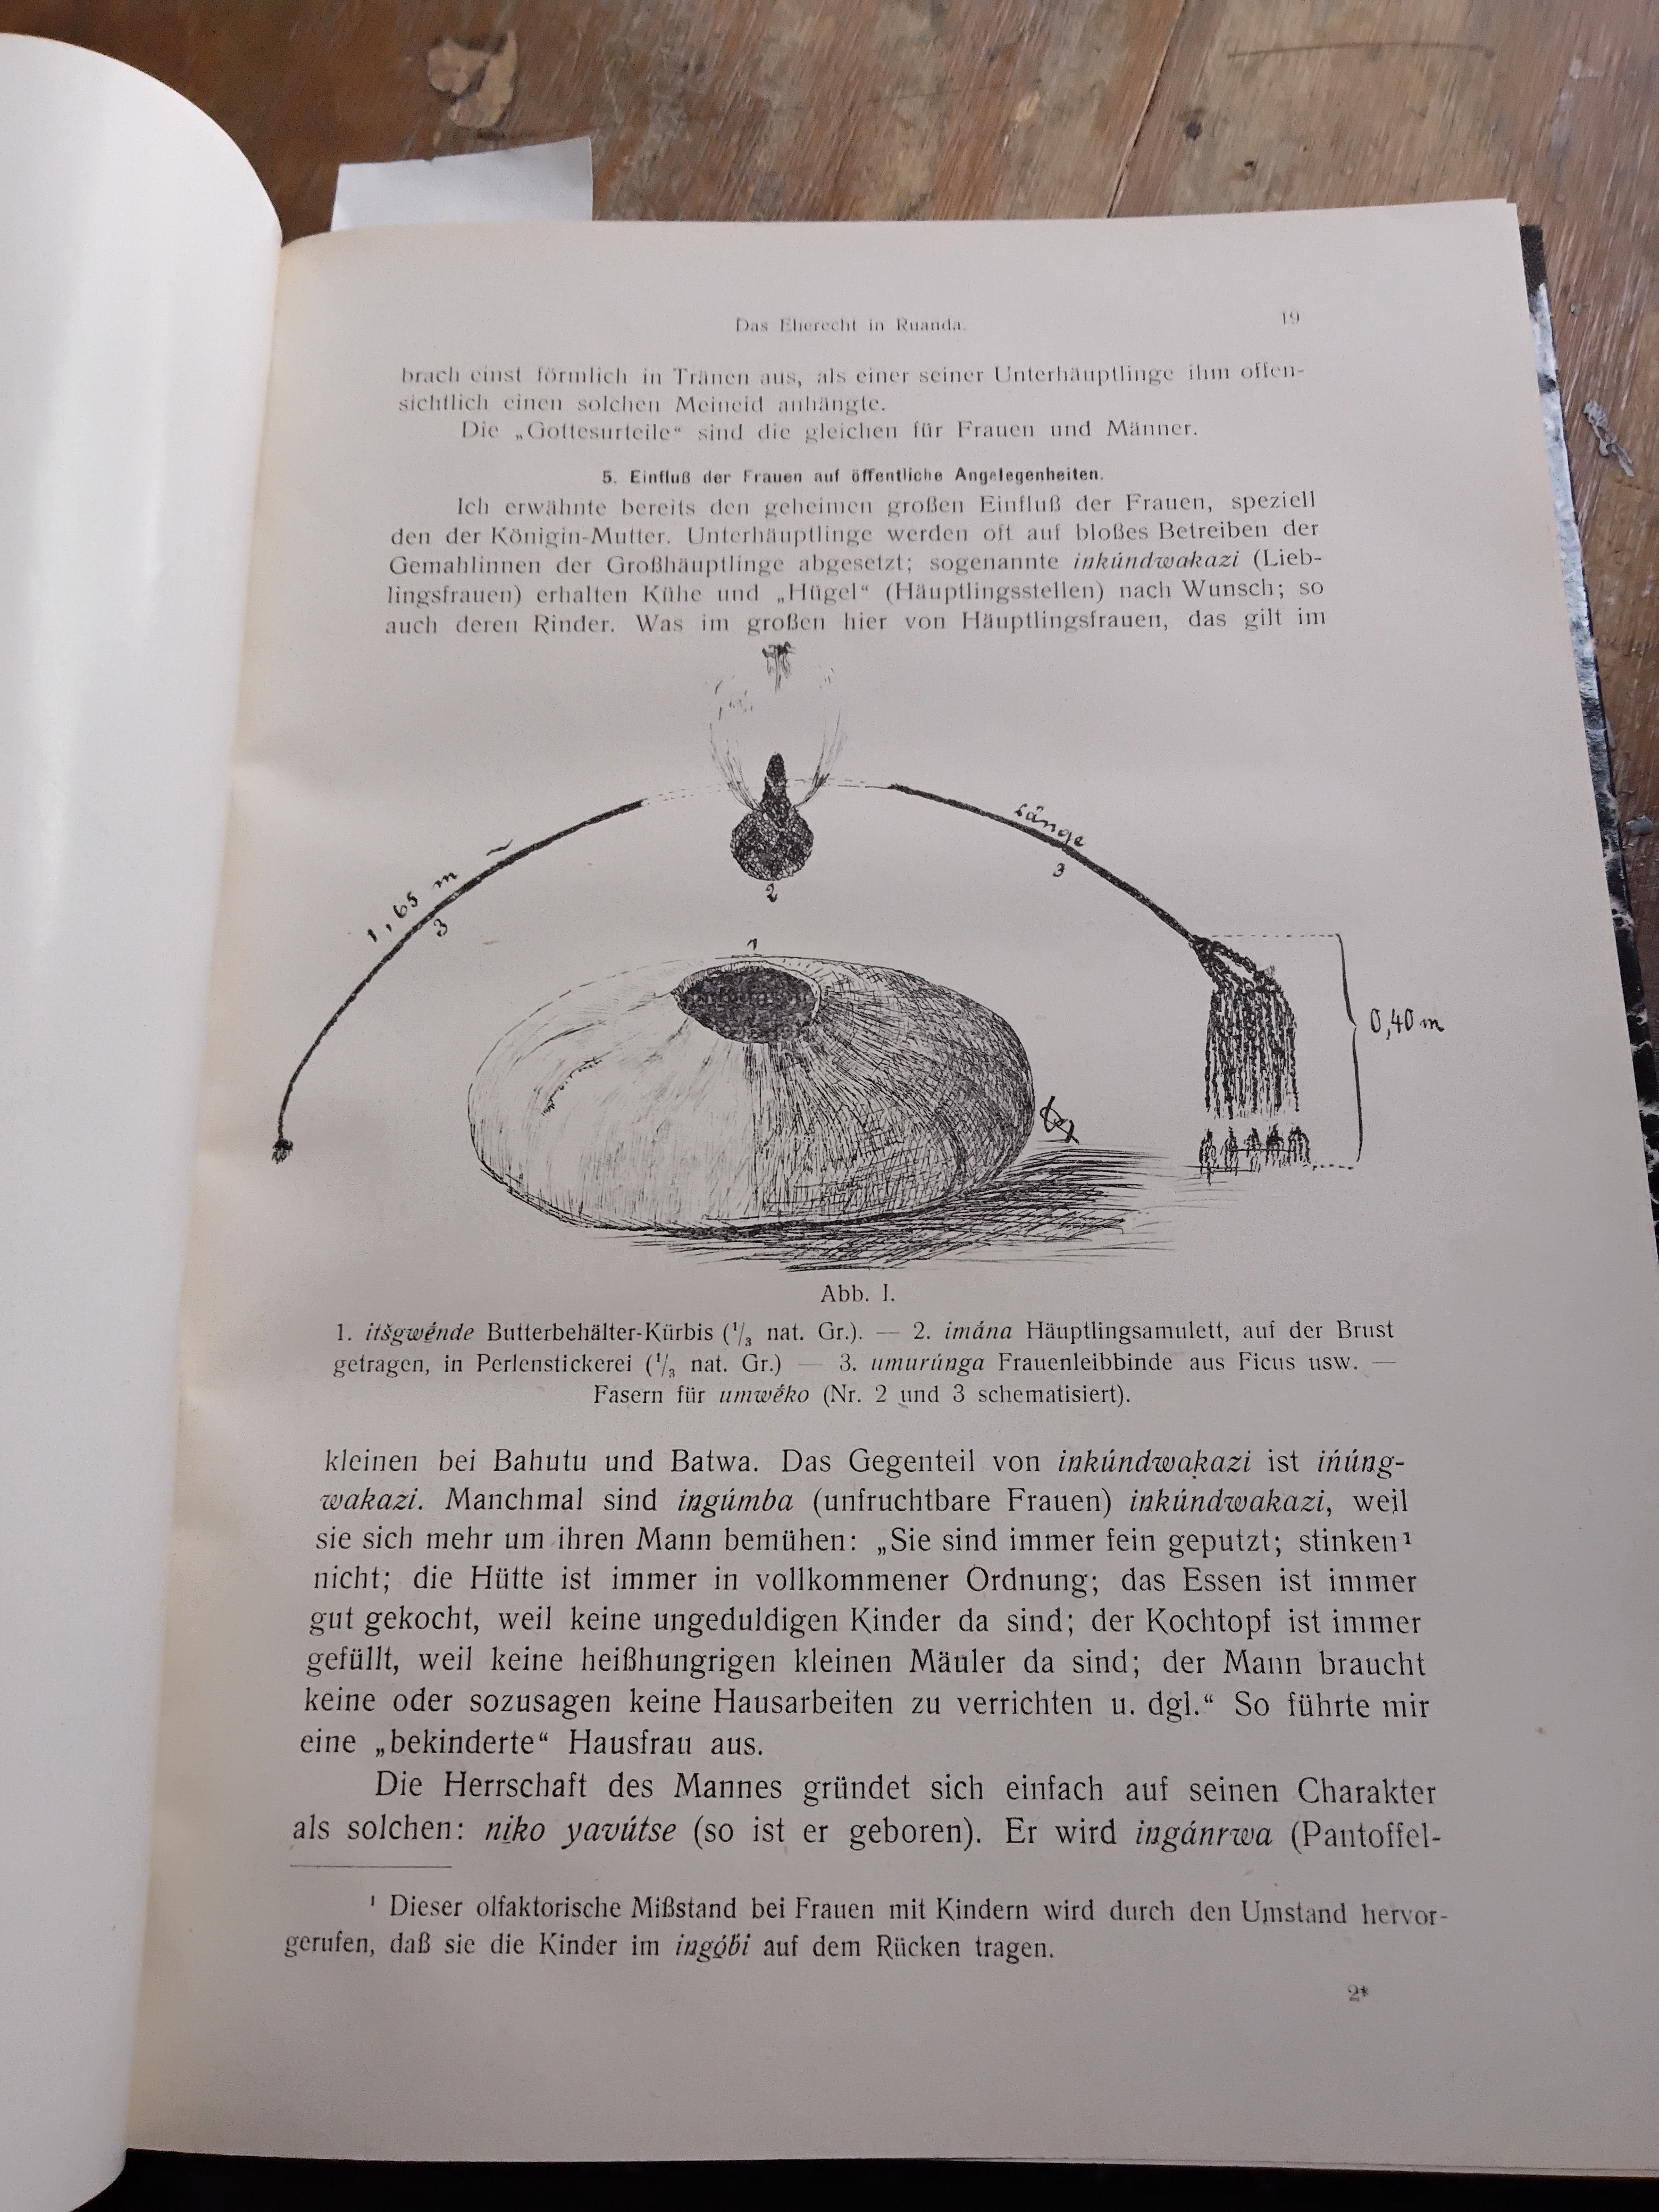 Das Eherecht in Ruanda. 19
brach einst förmlich in Tränen aus, als einer seiner Unterhäuptlinge ihm offen-
sichtlich einen solchen Meineid anhängte.
Die „Gottesurteile“ sind die gleichen für Frauen und Männer.
5. Einfluß der Frauen auf öffentliche Angelegenheiten.
Ich erwähnte bereits den geheimen großen Einfluß der Frauen, speziell
den der Königin-Mutter. Unterhäuptlinge werden oft auf bloßes Betreiben der
Gemahlinnen der Großhäuptlinge abgesetzt; sogenannte inkúndwakazi (Lieb-
lingsfrauen) erhalten Kühe und „Hügel“ (Häuptlingsstellen) nach Wunsch; so
auch deren Rinder. Was im großen hier von Häuptlingsfrauen, das gilt im
1,65 m
3
2
Länge
3
1
0,40 m
Abb. I.
1. itšgwénde Butterbehälter-Kürbis (1/3 nat. Gr.). — 2. imána Häuptlingsamulett, auf der Brust
getragen, in Perlenstickerei (1/3 nat. Gr.) — 3. umurúnga Frauenleibbinde aus Ficus usw. —
Fasern für umwéko (Nr. 2 und 3 schematisiert).
kleinen bei Bahutu und Batwa. Das Gegenteil von inkúndwakazi ist ińúng-
wakazi. Manchmal sind ingúmba (unfruchtbare Frauen) inkúndwakazi, weil
sie sich mehr um ihren Mann bemühen: „Sie sind immer fein geputzt; stinken¹
nicht; die Hütte ist immer in vollkommener Ordnung; das Essen ist immer
gut gekocht, weil keine ungeduldigen Kinder da sind; der Kochtopf ist immer
gefüllt, weil keine heißhungrigen kleinen Mäuler da sind; der Mann braucht
keine oder sozusagen keine Hausarbeiten zu verrichten u. dgl.“ So führte mir
eine „bekinderte“ Hausfrau aus.
Die Herrschaft des Mannes gründet sich einfach auf seinen Charakter
als solchen: niko yavútse (so ist er geboren). Er wird ingánrwa (Pantoffel-
¹ Dieser olfaktorische Mißstand bei Frauen mit Kindern wird durch den Umstand hervor-
gerufen, daß sie die Kinder im ingóbi auf dem Rücken tragen.
2*